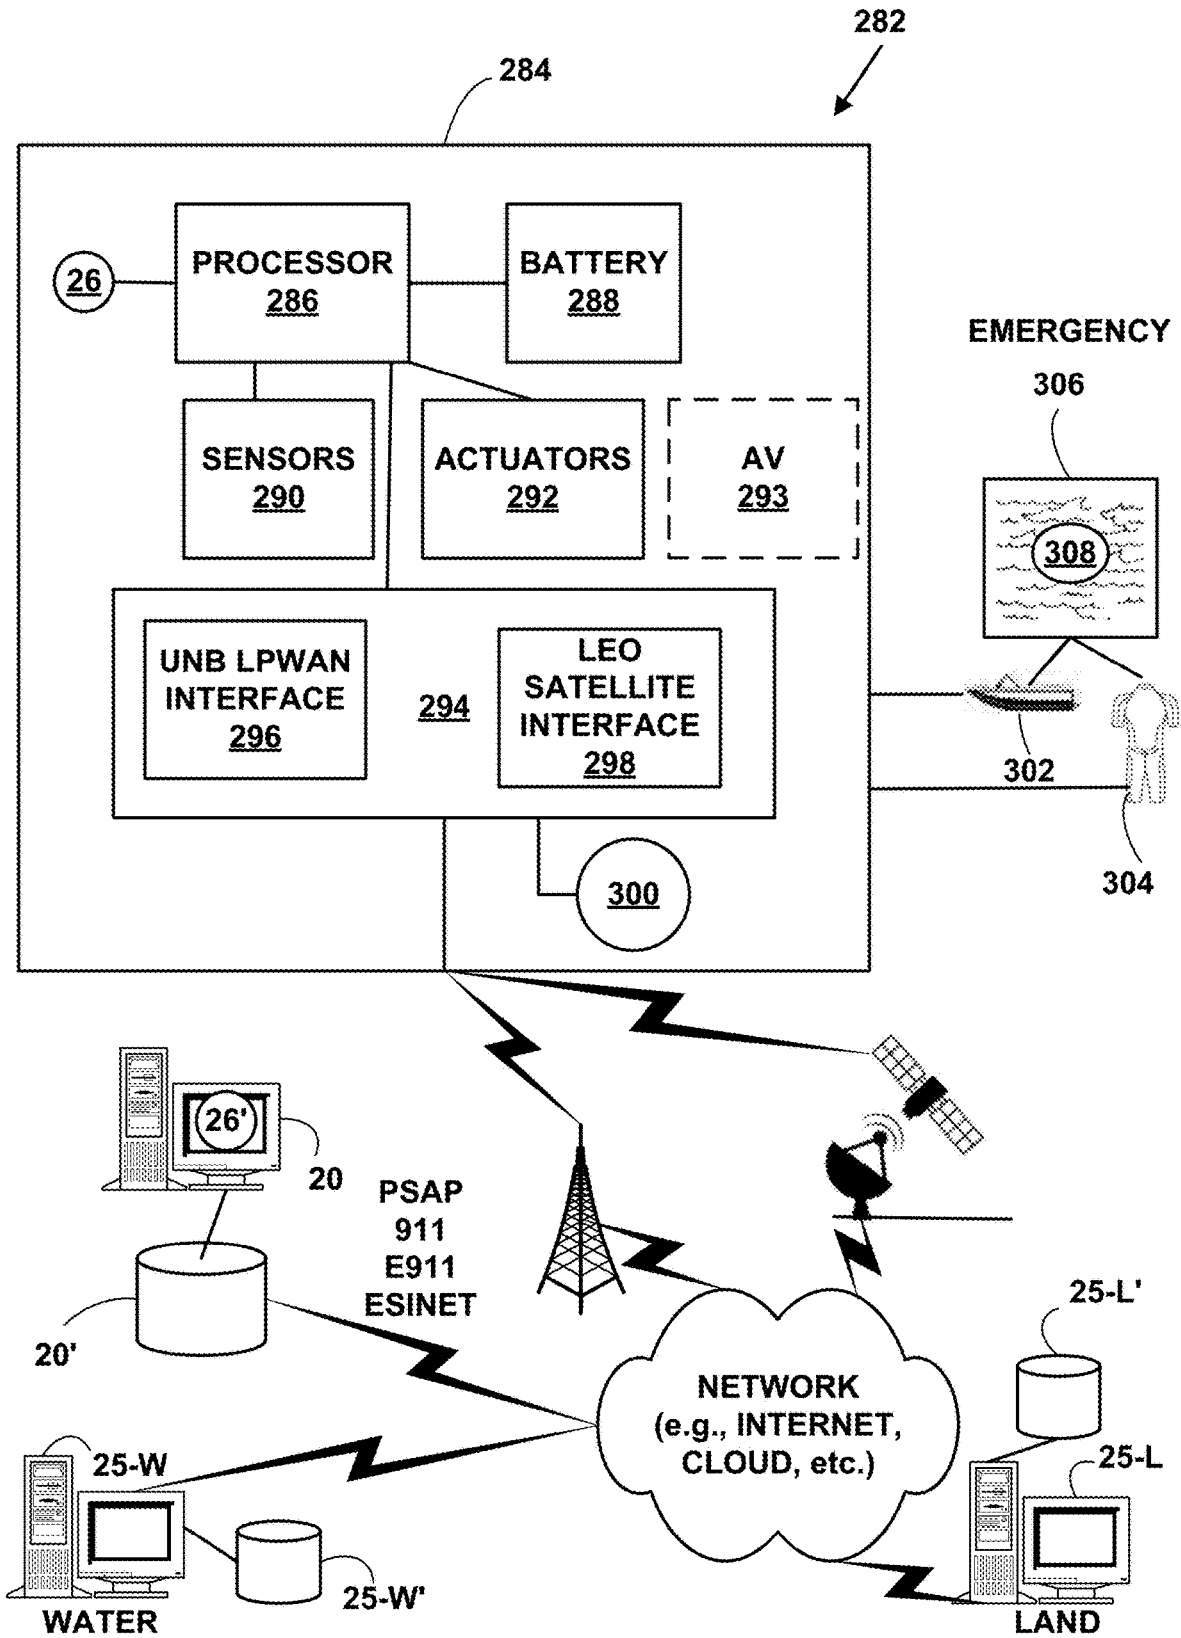 282
284
PROCESSOR
286
BATTERY
288
26
EMERGENCY
306
SENSORS
290
ACTUATORS
292
AV
293
308
UNB LPWAN
INTERFACE
296
294
LEO
SATELLITE
INTERFACE
298
302
304
300
26'
20
PSAP
911
E911
ESINET
20'
25-L'
NETWORK
(e.g., INTERNET,
CLOUD, etc.)
25-W
25-L
25-W'
WATER
LAND